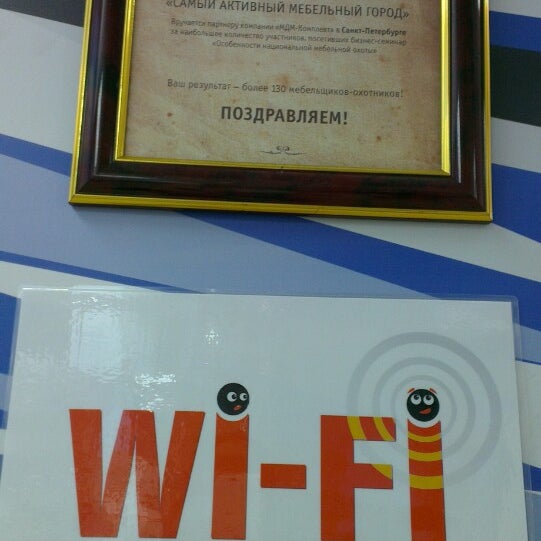 «САМЫЙ АКТИВНЫЙ МЕБЕЛЬНЫЙ ГОРОД»
Вручается партнеру компании «МДМ-Комплект» в Санкт-Петербурге
за наибольшее количество участников, посетивших бизнес-семинар
«Особенности национальной мебельной охоты»
Ваш результат – более 130 мебельщиков-охотников!
ПОЗДРАВЛЯЕМ!
Wi-Fi